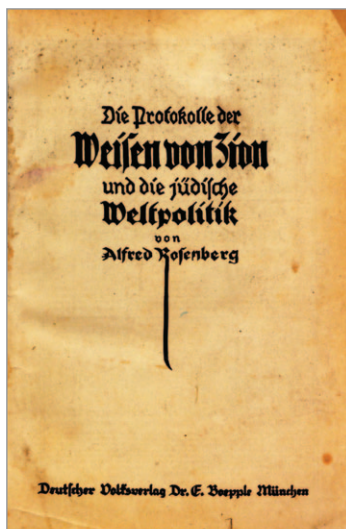 Die Protokolle der
Weisen von Zion
und die jüdische
Weltpolitik
von
Alfred Rosenberg
Deutscher Volksverlag Dr. E. Boepple München